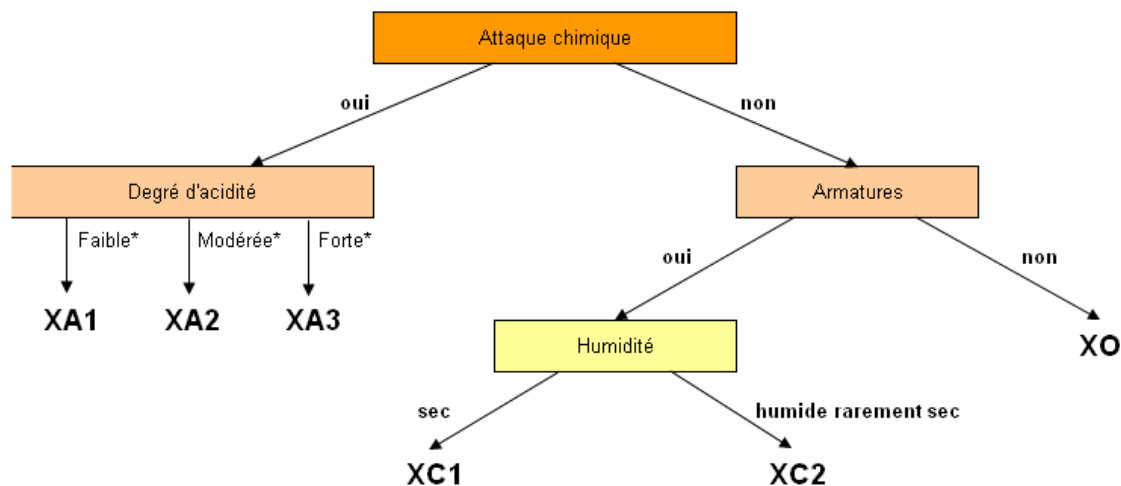 Attaque chimique
oui
non
Degré d'acidité
Armatures
Faible*
Modérée*
Forte*
oui
non
XA1
XA2
XA3
Humidité
XO
sec
humide rarement sec
XC1
XC2